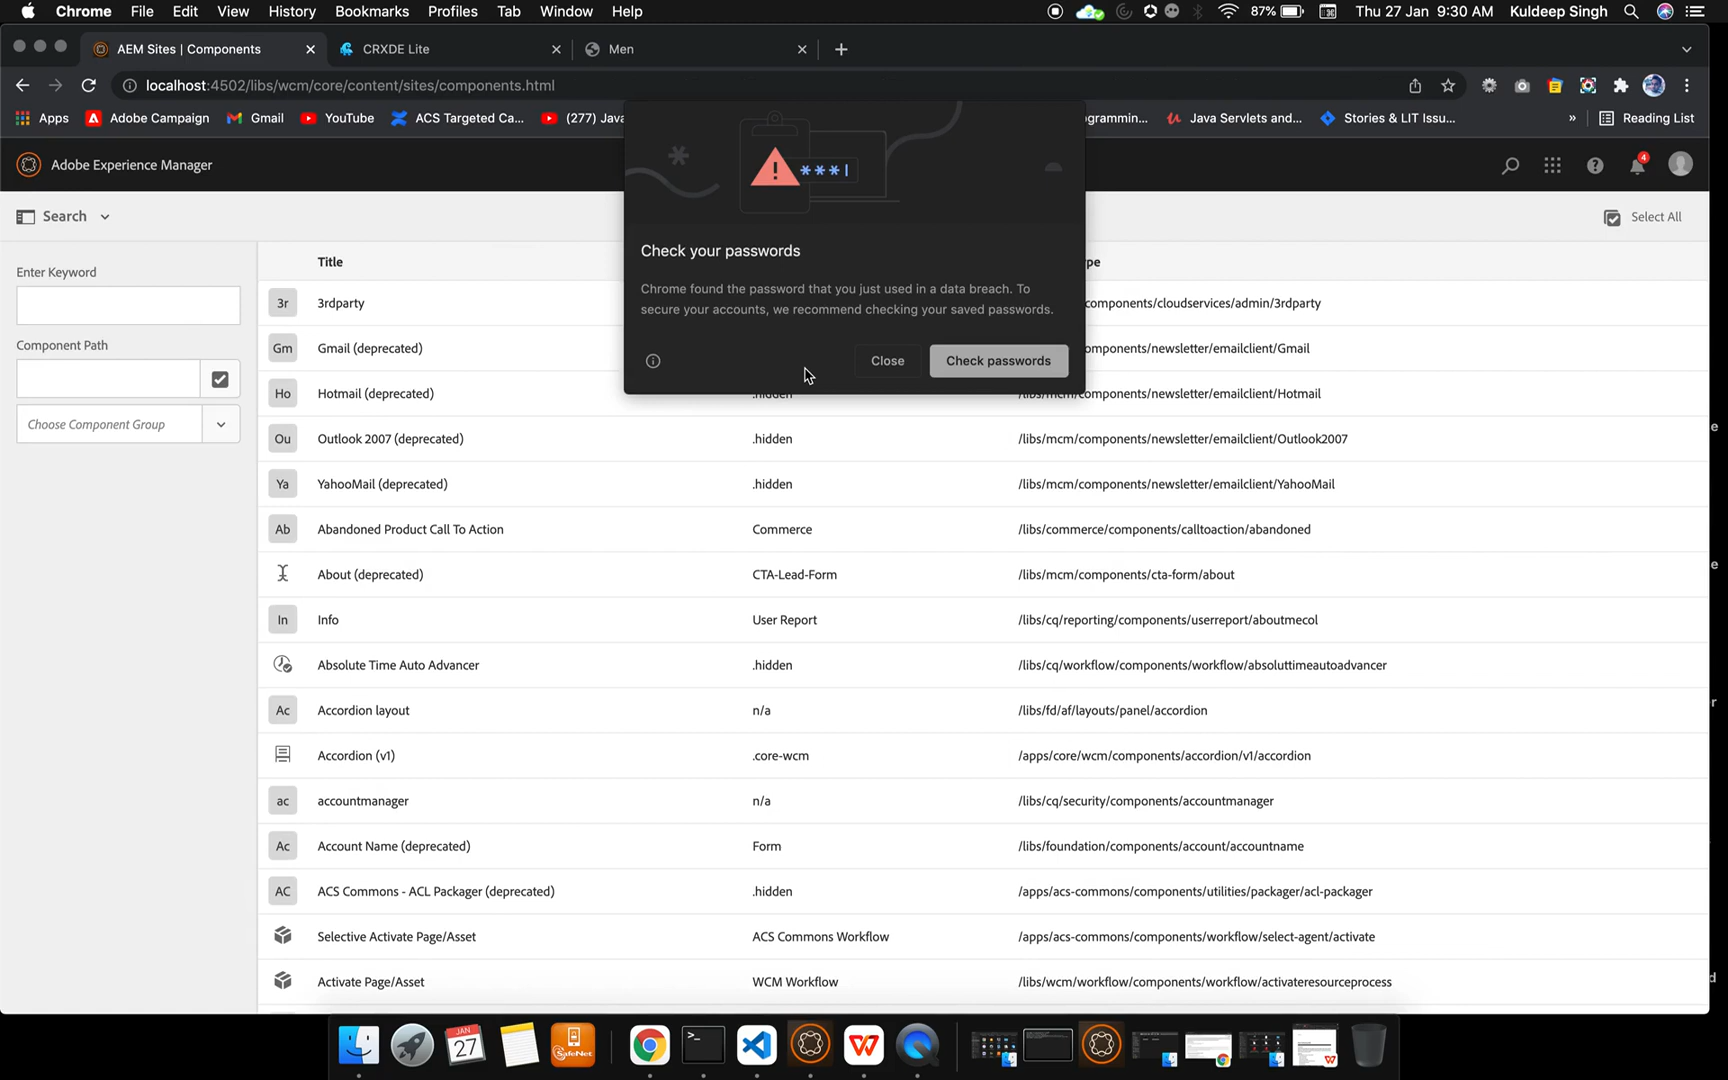 Chrome File Edit View History Bookmarks Profiles Tab Window Help 87% Thu 27 Jan 9:30 AM Kuldeep Singh
AEM Sites | Components CRXDE Lite Men
localhost:4502/libs/wcm/core/content/sites/components.html
Apps Adobe Campaign Gmail YouTube ACS Targeted Ca... (277) Java gramming... Java Servlets and... Stories & LIT Issu... » Reading List
Adobe Experience Manager 4
Search Select All
***|
Check your passwords
Chrome found the password that you just used in a data breach. To
secure your accounts, we recommend checking your saved passwords.
Close Check passwords
Enter Keyword
Component Path
Choose Component Group
Title pe
3r 3rdparty components/cloudservices/admin/3rdparty
Gm Gmail (deprecated) omponents/newsletter/emailclient/Gmail
Ho Hotmail (deprecated) .hidden /libs/mcm/components/newsletter/emailclient/Hotmail
Ou Outlook 2007 (deprecated) .hidden /libs/mcm/components/newsletter/emailclient/Outlook2007
Ya YahooMail (deprecated) .hidden /libs/mcm/components/newsletter/emailclient/YahooMail
Ab Abandoned Product Call To Action Commerce /libs/commerce/components/calltoaction/abandoned
About (deprecated) CTA-Lead-Form /libs/mcm/components/cta-form/about
In Info User Report /libs/cq/reporting/components/userreport/aboutmecol
Absolute Time Auto Advancer .hidden /libs/cq/workflow/components/workflow/absoluttimeautoadvancer
Ac Accordion layout n/a /libs/fd/af/layouts/panel/accordion
Accordion (v1) .core-wcm /apps/core/wcm/components/accordion/v1/accordion
ac accountmanager n/a /libs/cq/security/components/accountmanager
Ac Account Name (deprecated) Form /libs/foundation/components/account/accountname
AC ACS Commons - ACL Packager (deprecated) .hidden /apps/acs-commons/components/utilities/packager/acl-packager
Selective Activate Page/Asset ACS Commons Workflow /apps/acs-commons/components/workflow/select-agent/activate
Activate Page/Asset WCM Workflow /libs/wcm/workflow/components/activateresourceprocess
JAN
27 SafeNet